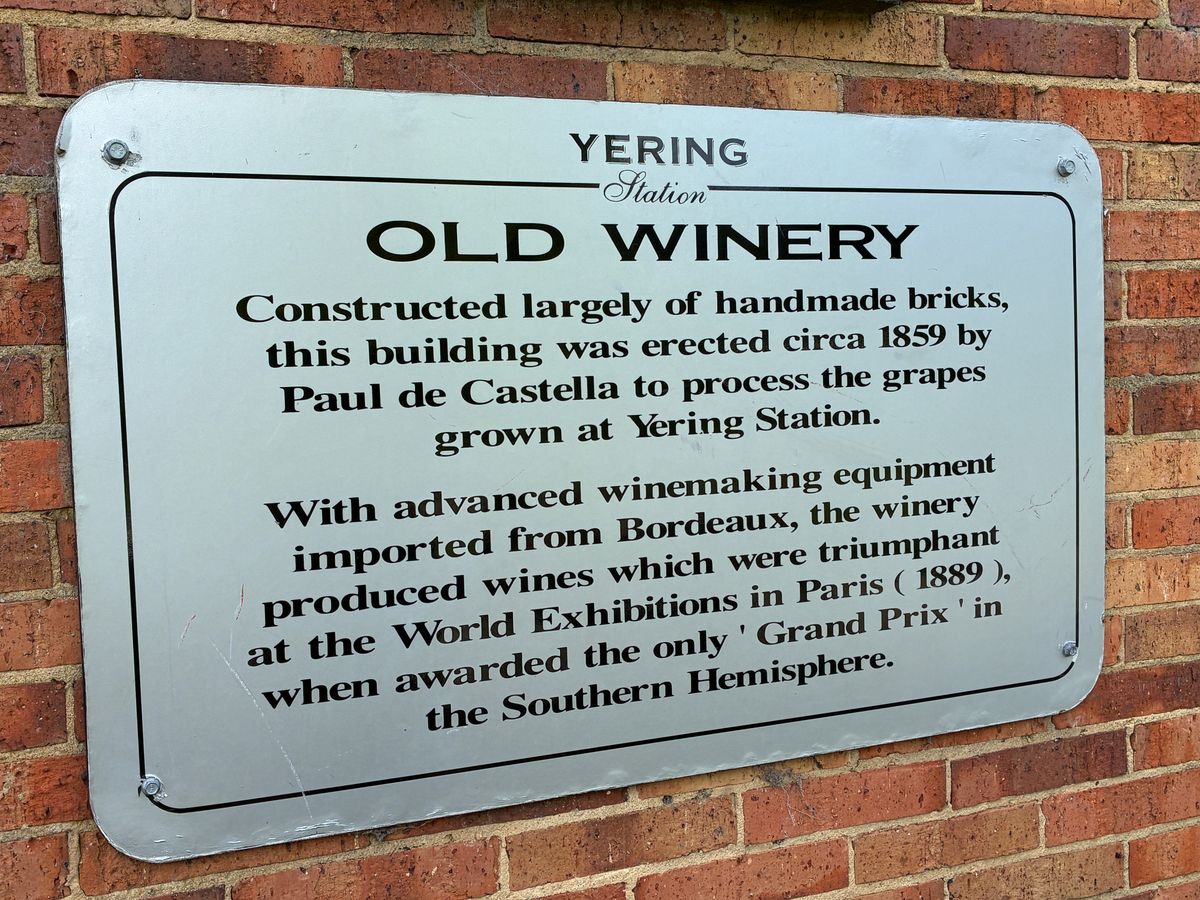 YERING
Station
OLD WINERY
Constructed largely of handmade bricks,
this building was erected circa 1859 by
Paul de Castella to process the grapes
grown at Yering Station.
With advanced winemaking equipment
imported from Bordeaux, the winery
produced wines which were triumphant
at the World Exhibitions in Paris ( 1889 ),
when awarded the only ' Grand Prix ' in
the Southern Hemisphere.